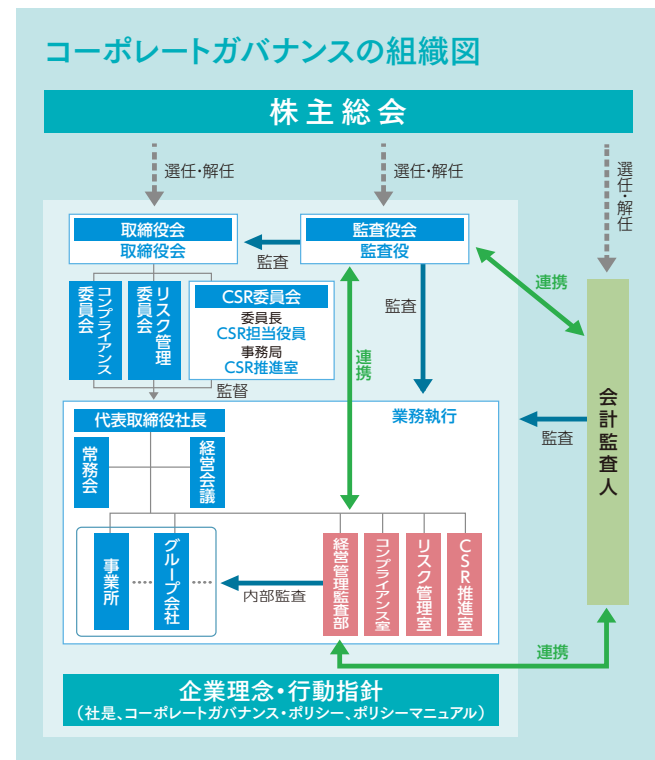 コーポレートガバナンスの組織図
株主総会
選任・解任
選任・解任
選任・解任
取締役会
取締役会
監査役会
監査役
監査
連携
コンプライアンス
委員会
リスク管理
委員会
CSR委員会
委員長
CSR担当役員
事務局
CSR推進室
監査
連携
監督
会計監査人
監査
代表取締役社長
業務執行
常務会
経営会議
事業所
グループ会社
内部監査
経営管理監査部
コンプライアンス室
リスク管理室
CSR推進室
連携
企業理念・行動指針
（社是、コーポレートガバナンス・ポリシー、ポリシーマニュアル）